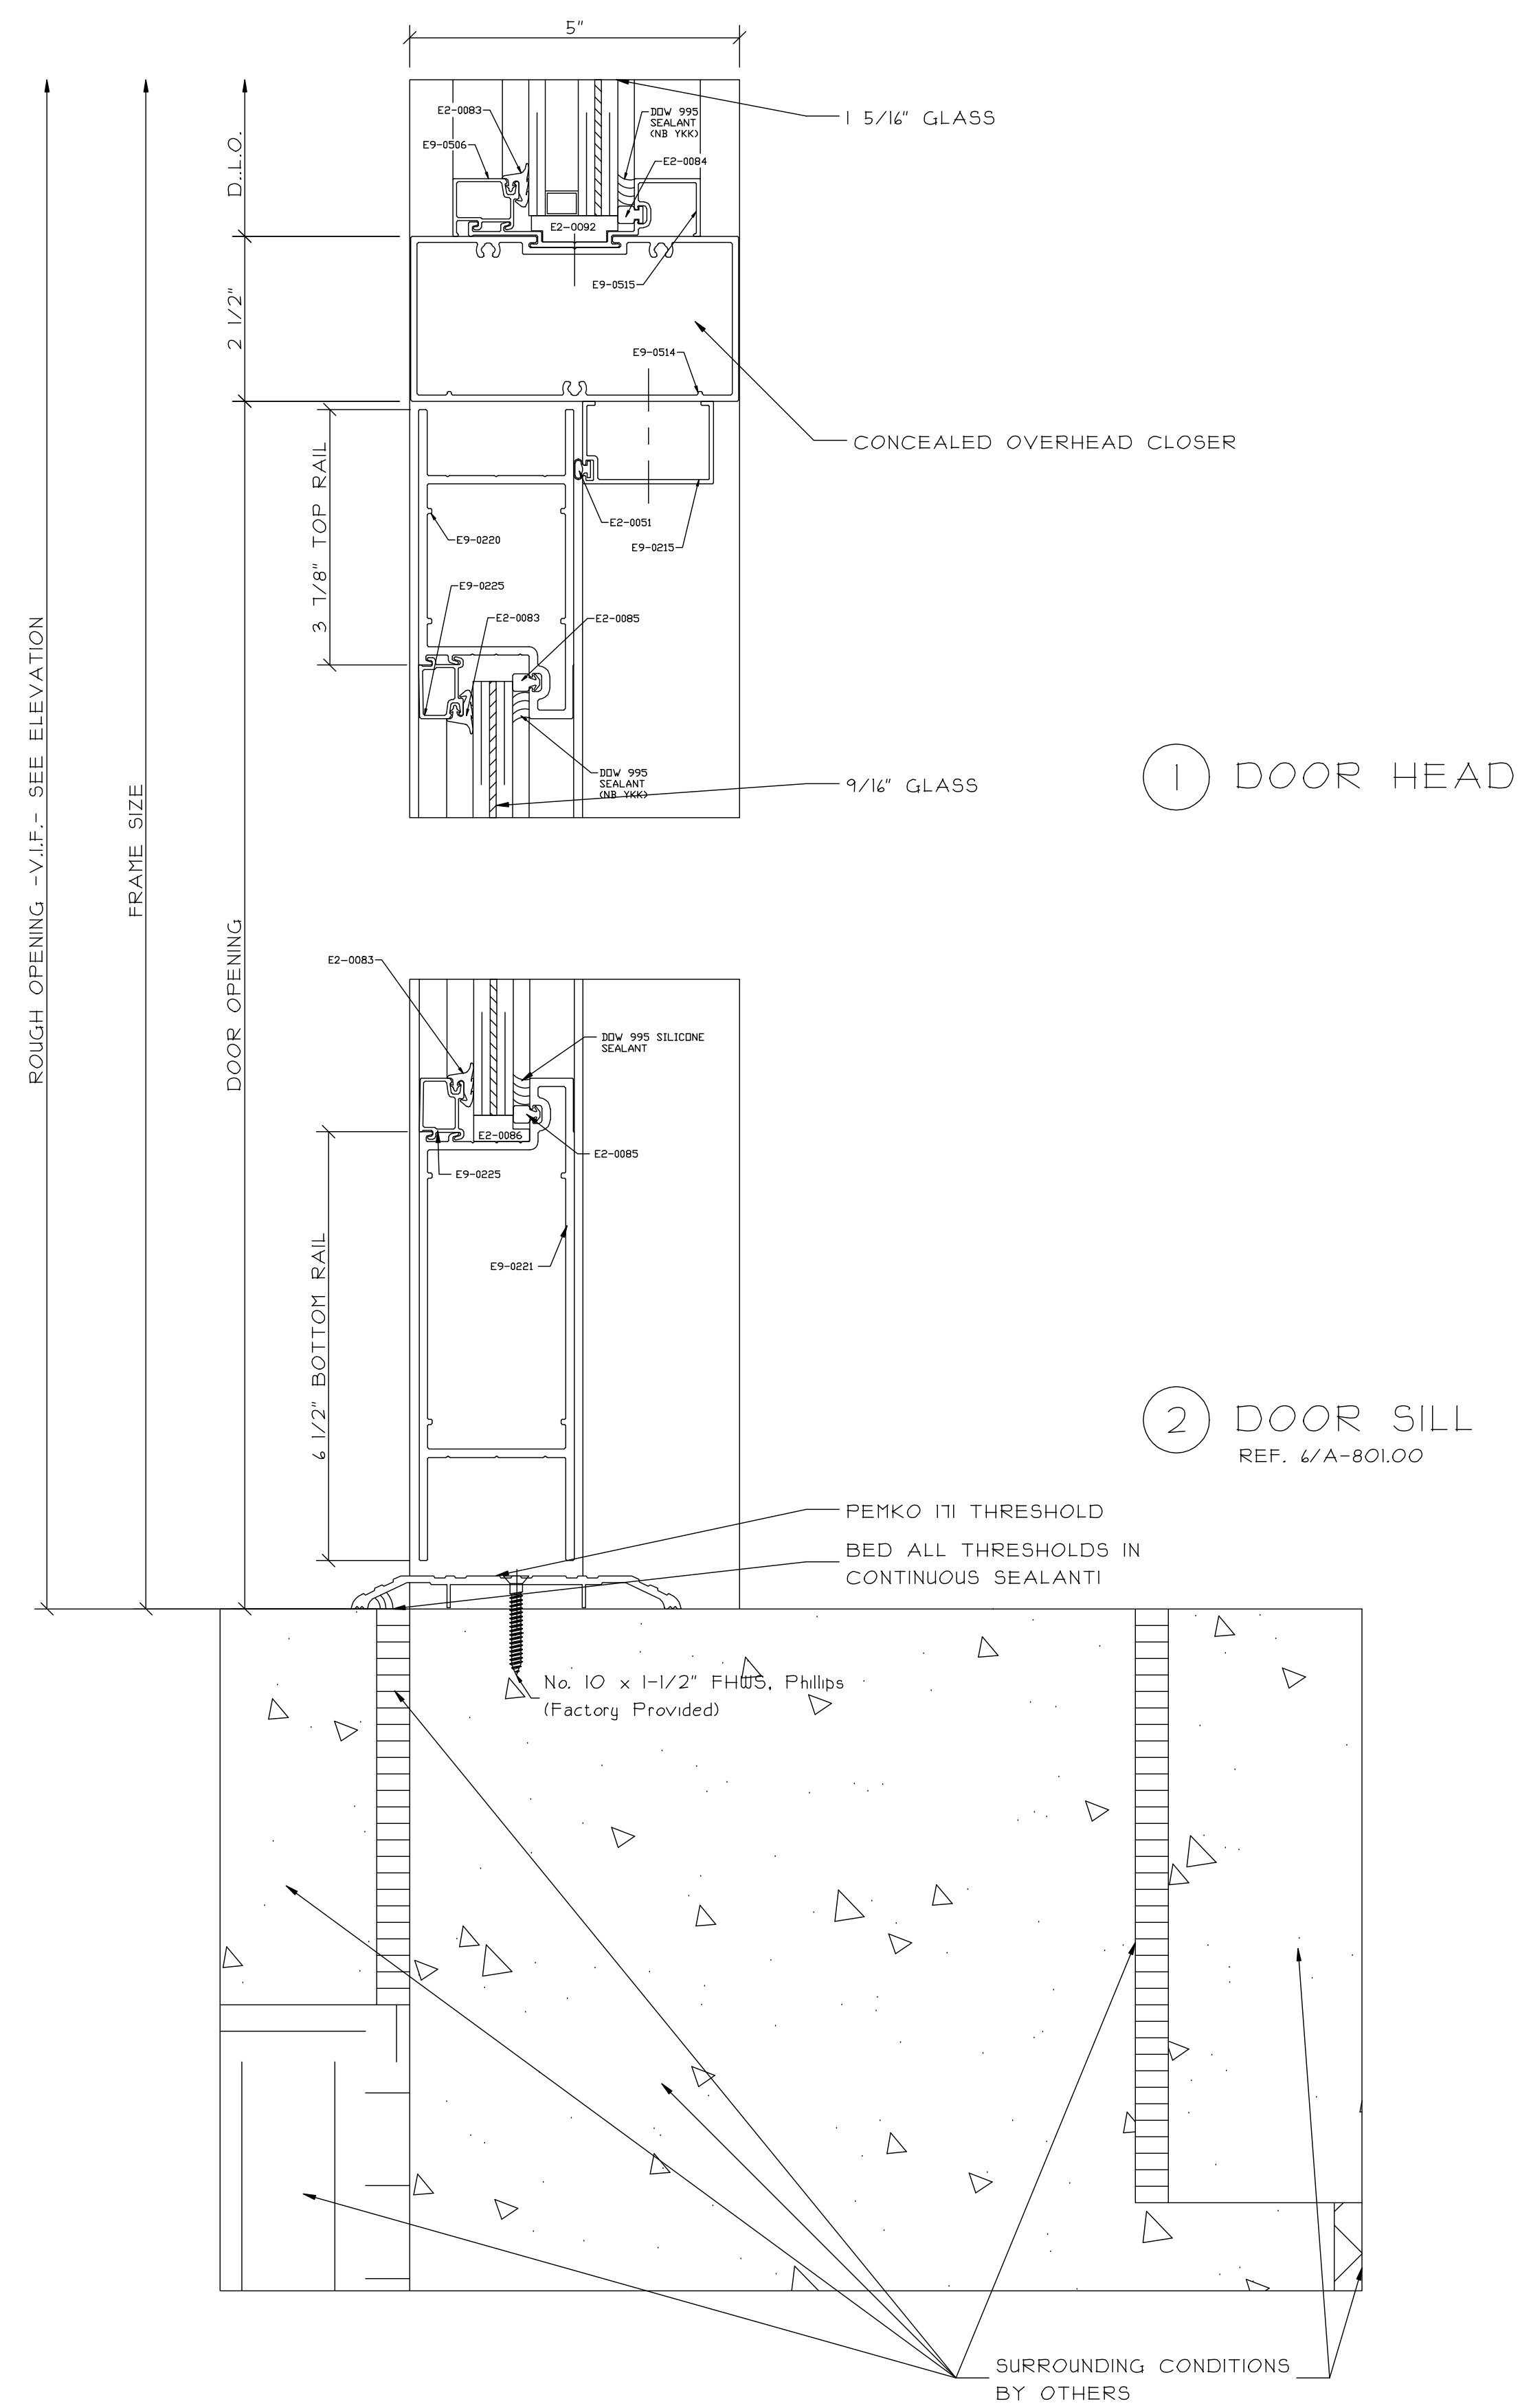 5"
1 5/16" GLASS
E2-0083
DOW 995
SEALANT
(NB YKK)
E9-0506
E2-0084
D.L.O.
E2-0092
E9-0515
2 1/2"
E9-0514
CONCEALED OVERHEAD CLOSER
3 7/8" TOP RAIL
E2-0051
E9-0220
E9-0215
E9-0225
E2-0083
E2-0085
DOW 995
SEALANT
(NB YKK)
9/16" GLASS
1 DOOR HEAD
ROUGH OPENING -V.I.F.- SEE ELEVATION
FRAME SIZE
DOOR OPENING
E2-0083
DOW 995 SILICONE
SEALANT
E2-0086
E2-0085
E9-0225
E9-0221
6 1/2" BOTTOM RAIL
2 DOOR SILL
REF. 6/A-801.00
PEMKO 171 THRESHOLD
BED ALL THRESHOLDS IN
CONTINUOUS SEALANT!
No. 10 x 1-1/2" FHWS, Phillips
(Factory Provided)
SURROUNDING CONDITIONS
BY OTHERS